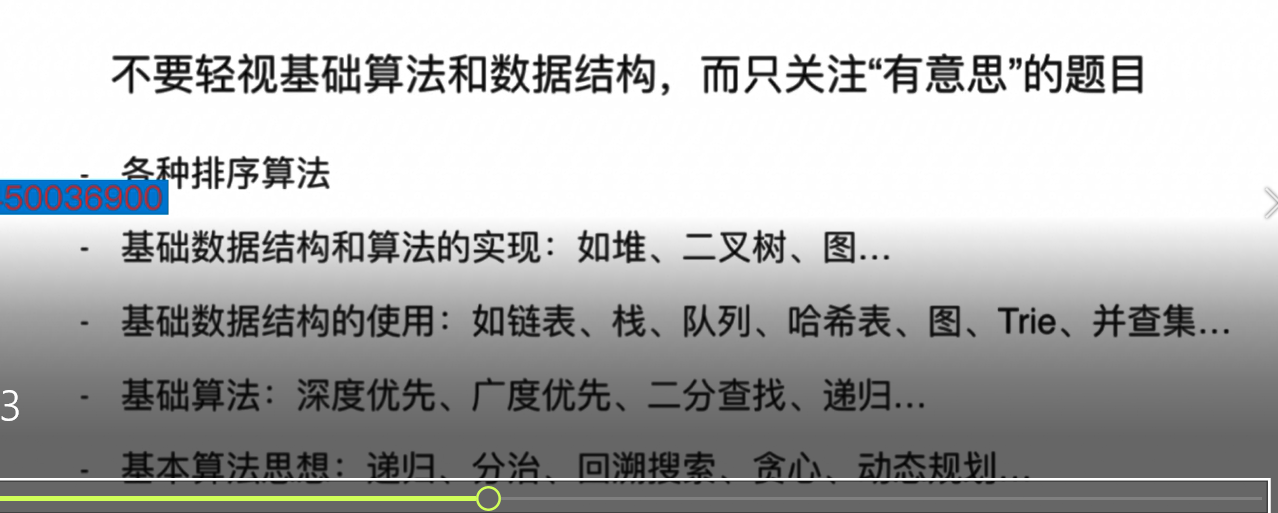 不要轻视基础算法和数据结构，而只关注“有意思”的题目
- 各种排序算法
450036900
- 基础数据结构和算法的实现：如堆、二叉树、图...
- 基础数据结构的使用：如链表、栈、队列、哈希表、图、Trie、并查集...
- 基础算法：深度优先、广度优先、二分查找、递归...
3
- 基本算法思想：递归、分治、回溯搜索、贪心、动态规划...